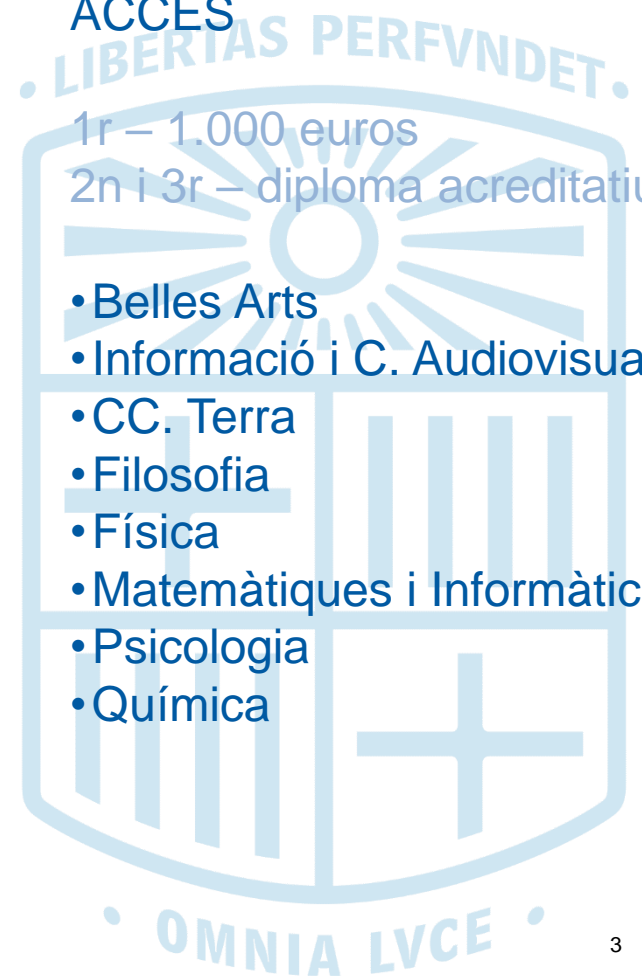 ACCÉS
• LIBERTAS PERFVNDET •
1r – 1.000 euros
2n i 3r – diploma acreditatiu
•Belles Arts
•Informació i C. Audiovisua
•CC. Terra
•Filosofia
•Física
•Matemàtiques i Informàtic
•Psicologia
•Química
• OMNIA LVCE •
3